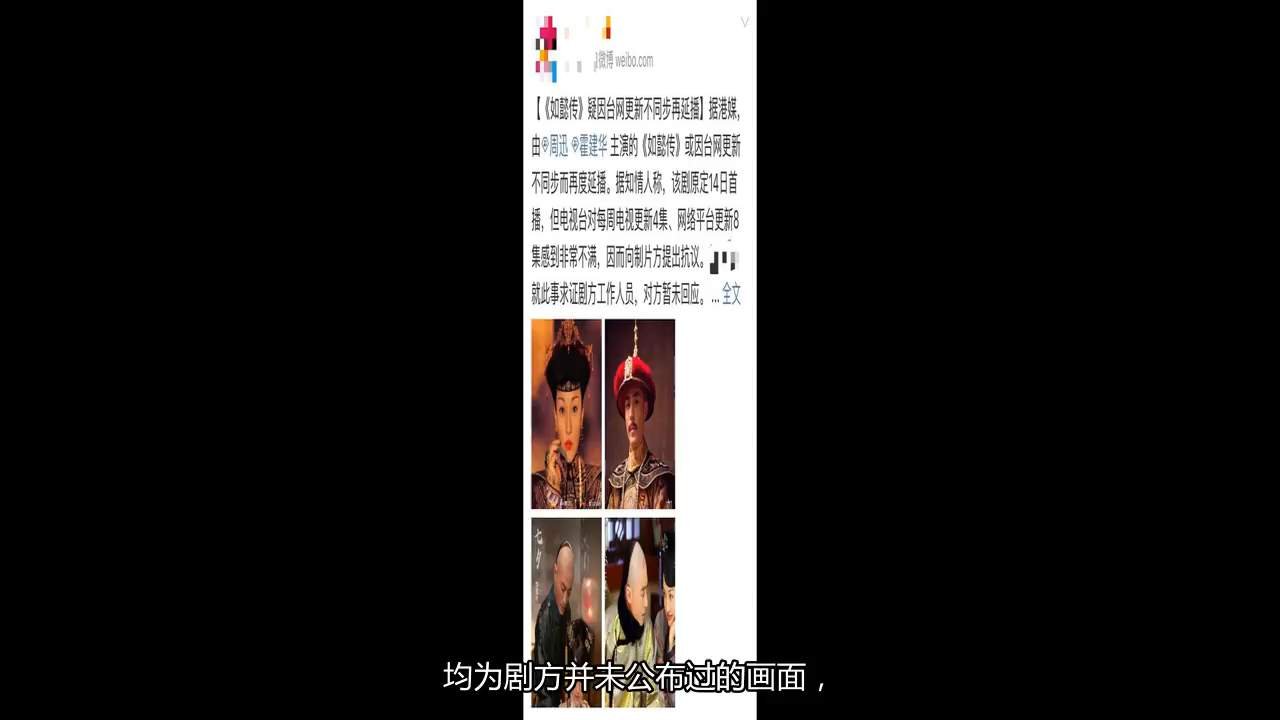 微博 weibo.com
【《如懿传》疑因台网更新不同步再延播】据港媒,
由@周迅 @霍建华 主演的《如懿传》或因台网更新
不同步而再度延播。据知情人称，该剧原定14日首
播，但电视台对每周电视更新4集、网络平台更新8
集感到非常不满，因而向制片方提出抗议。
就此事求证剧方工作人员，对方暂未回应。... 全文
七夕
均为剧方并未公布过的画面，